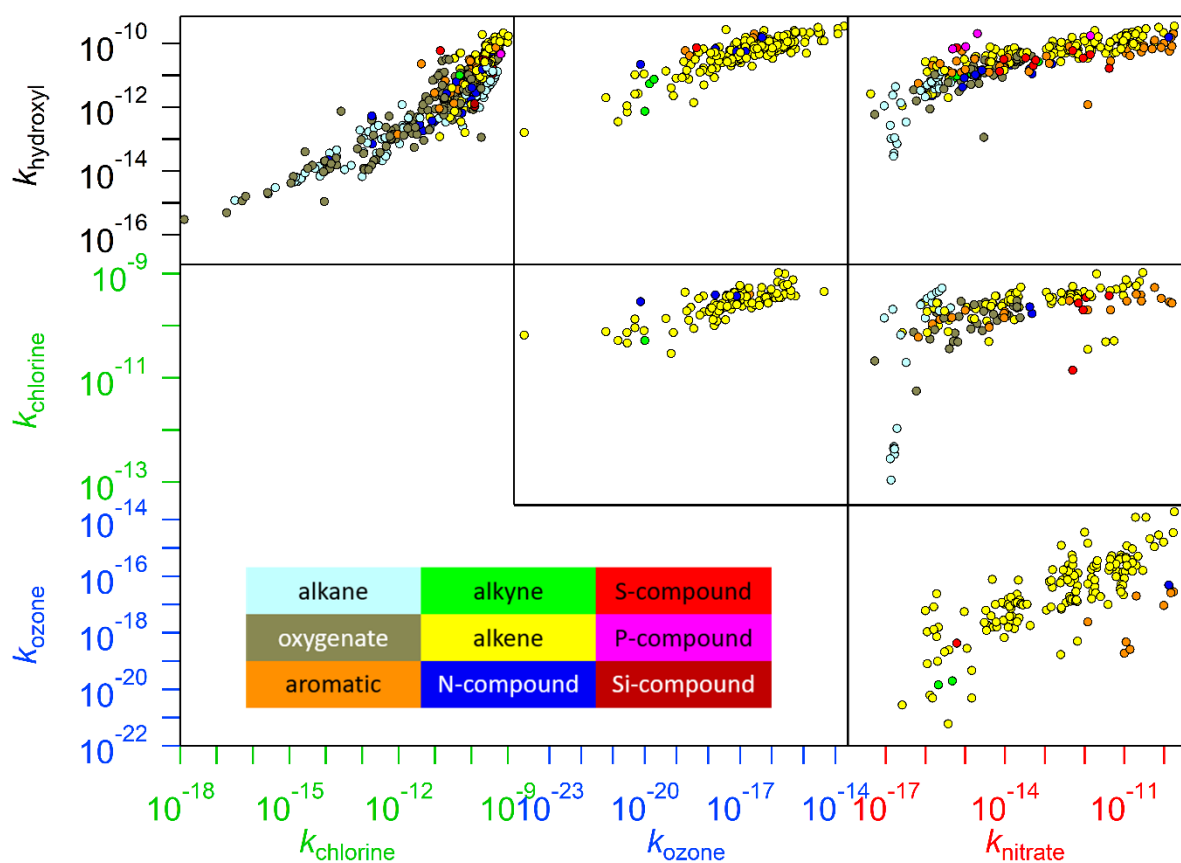 10⁻¹⁰
10⁻¹²
10⁻¹⁴
10⁻¹⁶
k_hydroxyl
10⁻⁹
10⁻¹¹
10⁻¹³
k_chlorine
10⁻¹⁴
10⁻¹⁶
10⁻¹⁸
10⁻²⁰
10⁻²²
k_ozone
alkane alkyne S-compound
oxygenate alkene P-compound
aromatic N-compound Si-compound
10⁻¹⁸ 10⁻¹⁵ 10⁻¹² 10⁻⁹ 10⁻²³ 10⁻²⁰ 10⁻¹⁷ 10⁻¹⁴ 10⁻¹⁷ 10⁻¹⁴ 10⁻¹¹
k_chlorine k_ozone k_nitrate